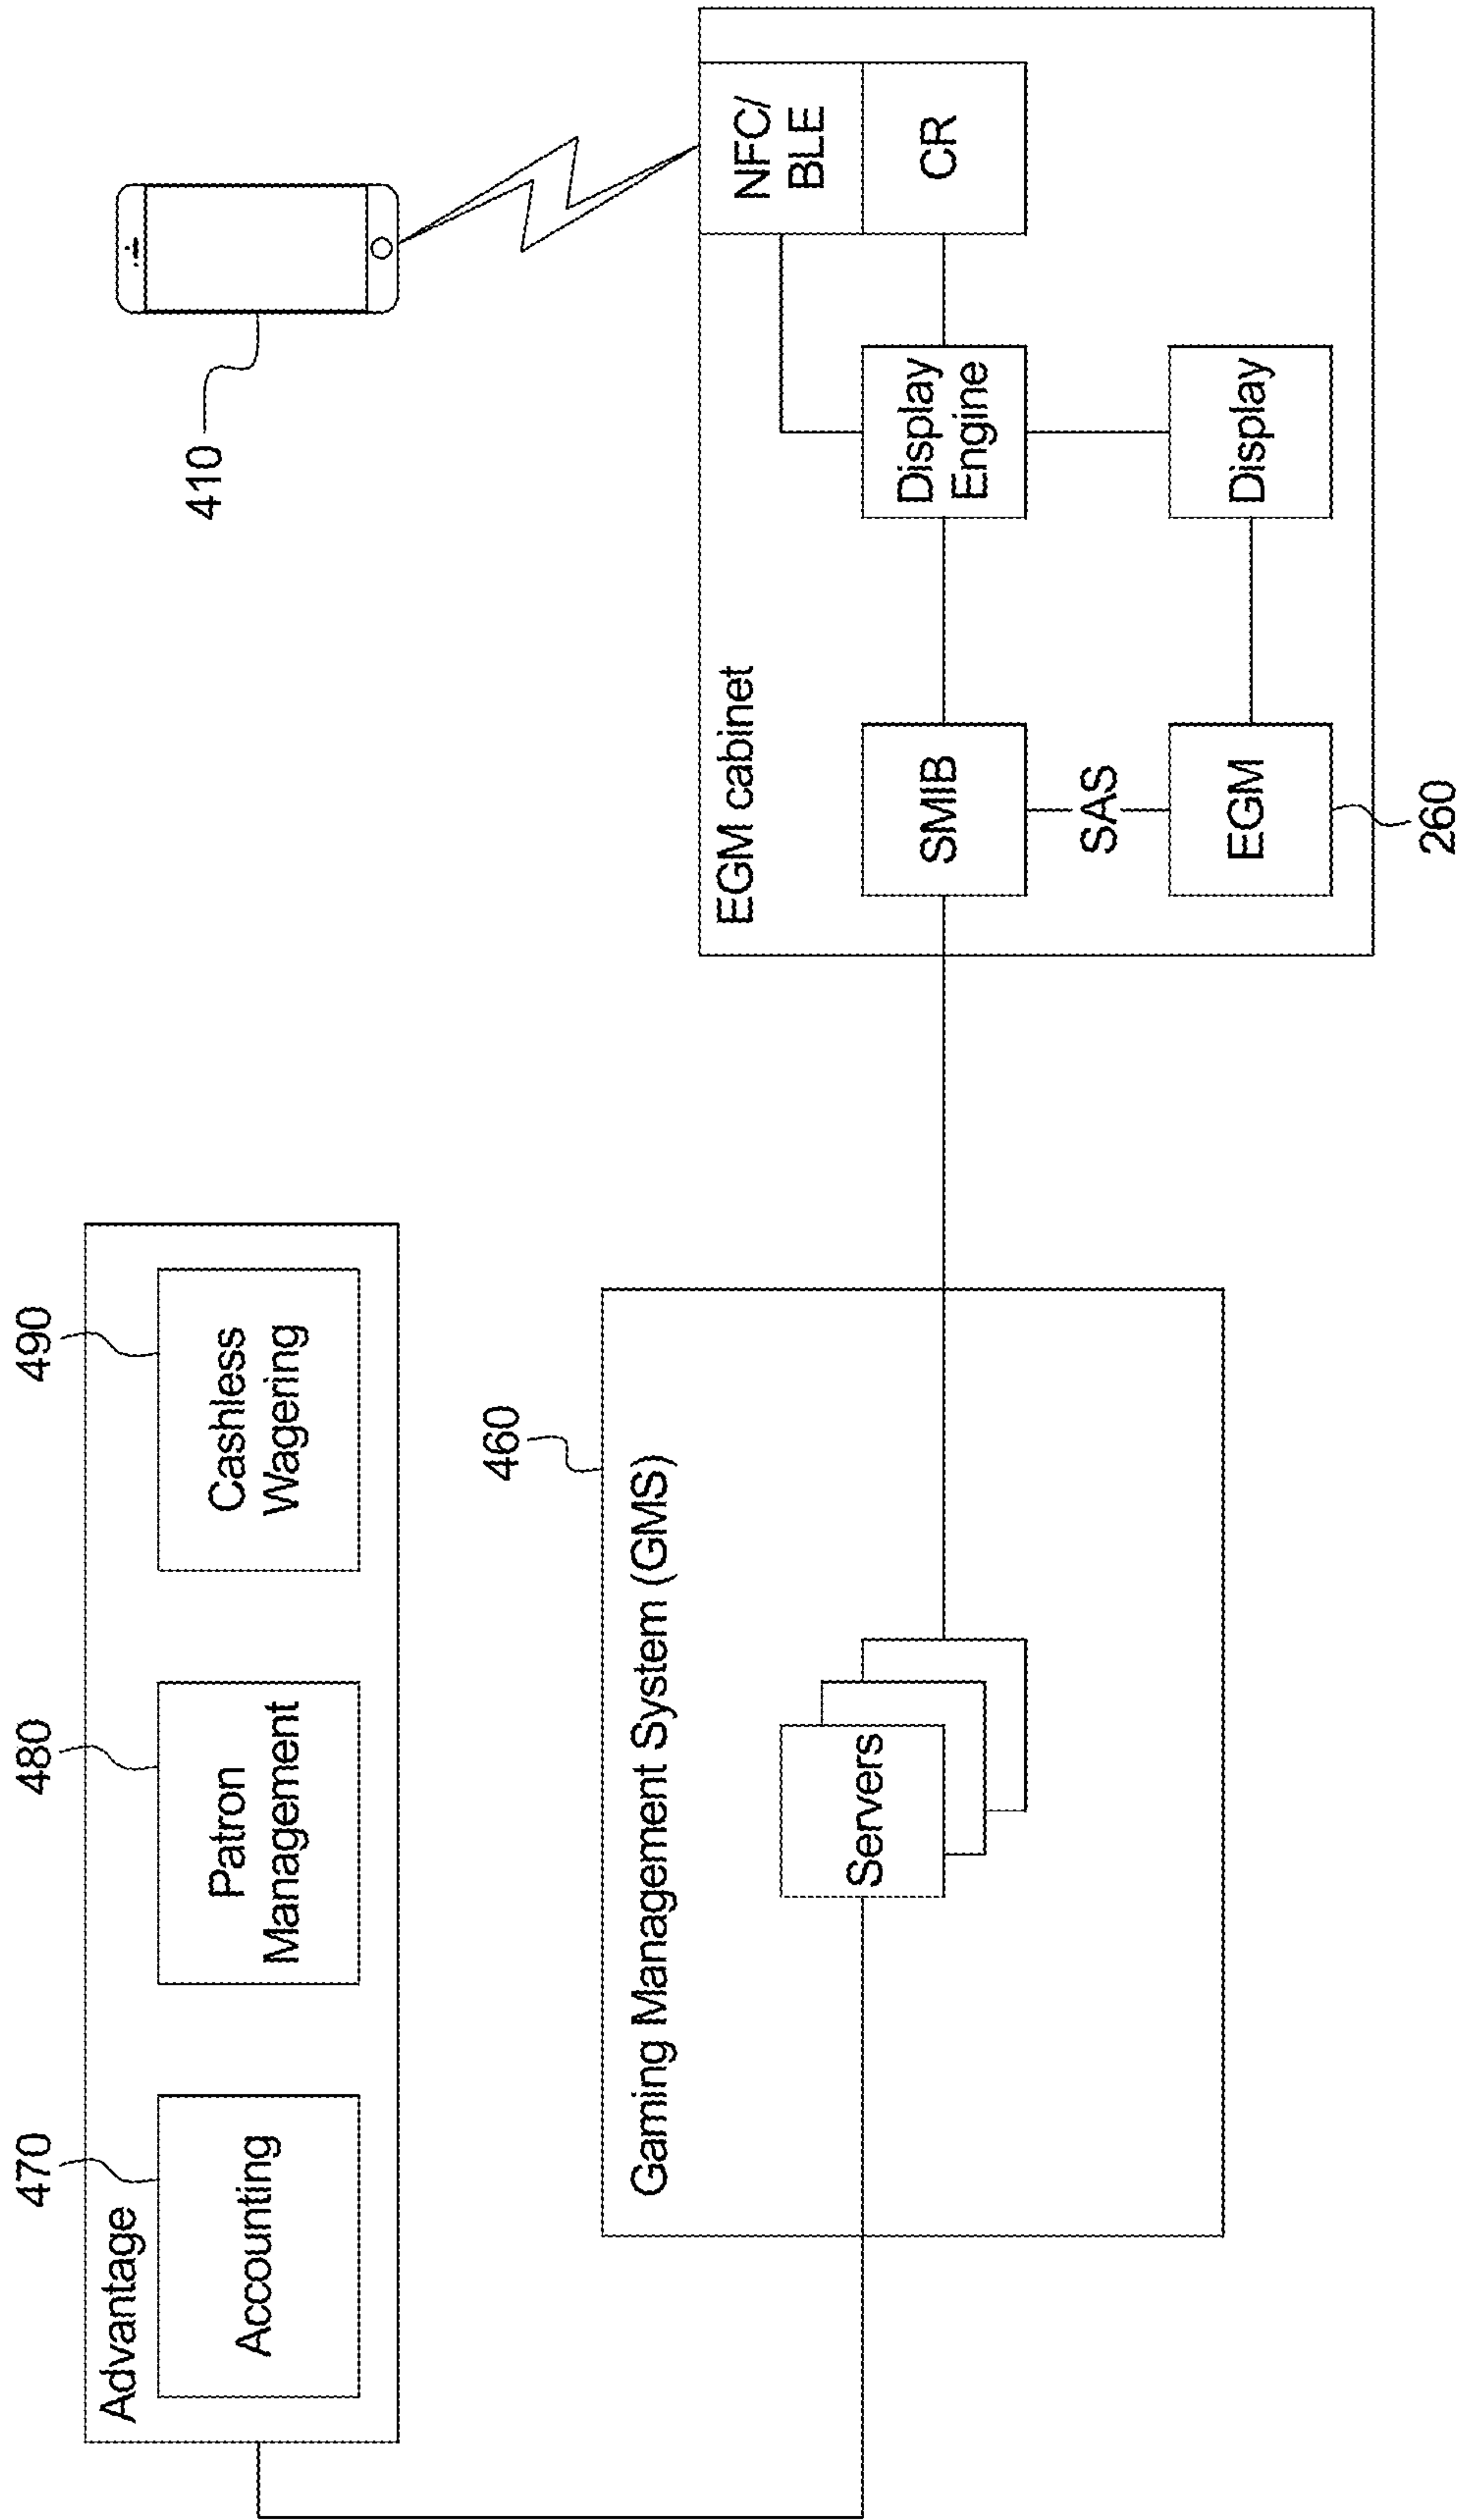 470
480
490
Advantage
Accounting
Patron
Management
Cashless
Wagering
410
460
Gaming Management System (GMS)
Servers
EGM cabinet
NFC/
BLE
CR
SMIB
Display
Engine
SAS
EGM
Display
260